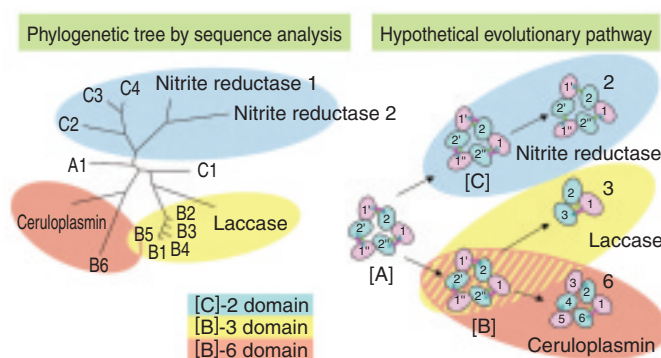 Phylogenetic tree by sequence analysis
Hypothetical evolutionary pathway
C3
C4
Nitrite reductase 1
C2
Nitrite reductase 2
A1
C1
Ceruloplasmin
B6
B5
B1
B2
B3
B4
Laccase
[C]-2 domain
[B]-3 domain
[B]-6 domain
1' 2 1 2" 1" 2'
[A]
1' 2 1 2" 1" 2'
[C]
1' 2 1 2" 1" 2'
2
Nitrite reductase
1' 2 1 2" 1"
[B]
2 1 3
3
Laccase
3 2 1 6 5 4
6
Ceruloplasmin